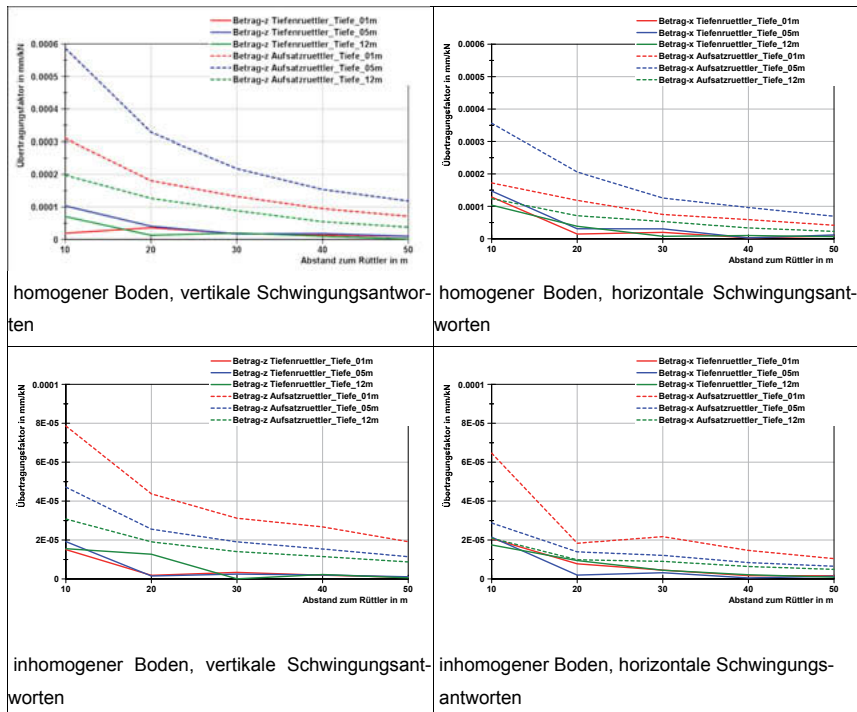 Betrag-z Tiefenruettler_Tiefe_01m
Betrag-z Tiefenruettler_Tiefe_05m
Betrag-z Tiefenruettler_Tiefe_12m
Betrag-z Aufsatzruettler_Tiefe_01m
Betrag-z Aufsatzruettler_Tiefe_05m
Betrag-z Aufsatzruettler_Tiefe_12m
Übertragungsfaktor in mm/kN
0.0006
0.0005
0.0004
0.0003
0.0002
0.0001
0
10 20 30 40 50
Abstand zum Rüttler in m
homogener Boden, vertikale Schwingungsantwor-
ten
Betrag-x Tiefenruettler_Tiefe_01m
Betrag-x Tiefenruettler_Tiefe_05m
Betrag-x Tiefenruettler_Tiefe_12m
Betrag-x Aufsatzruettler_Tiefe_01m
Betrag-x Aufsatzruettler_Tiefe_05m
Betrag-x Aufsatzruettler_Tiefe_12m
Übertragungsfaktor in mm/kN
0.0006
0.0005
0.0004
0.0003
0.0002
0.0001
0
10 20 30 40 50
Abstand zum Rüttler in m
homogener Boden, horizontale Schwingungsant-
worten
Betrag-z Tiefenruettler_Tiefe_01m
Betrag-z Tiefenruettler_Tiefe_05m
Betrag-z Tiefenruettler_Tiefe_12m
Betrag-z Aufsatzruettler_Tiefe_01m
Betrag-z Aufsatzruettler_Tiefe_05m
Betrag-z Aufsatzruettler_Tiefe_12m
Übertragungsfaktor in mm/kN
0.0001
8E-05
6E-05
4E-05
2E-05
0
10 20 30 40 50
Abstand zum Rüttler in m
inhomogener Boden, vertikale Schwingungsant-
worten
Betrag-x Tiefenruettler_Tiefe_01m
Betrag-x Tiefenruettler_Tiefe_05m
Betrag-x Tiefenruettler_Tiefe_12m
Betrag-x Aufsatzruettler_Tiefe_01m
Betrag-x Aufsatzruettler_Tiefe_05m
Betrag-x Aufsatzruettler_Tiefe_12m
Übertragungsfaktor in mm/kN
0.0001
8E-05
6E-05
4E-05
2E-05
0
10 20 30 40 50
Abstand zum Rüttler in m
inhomogener Boden, horizontale Schwingungs-
antworten